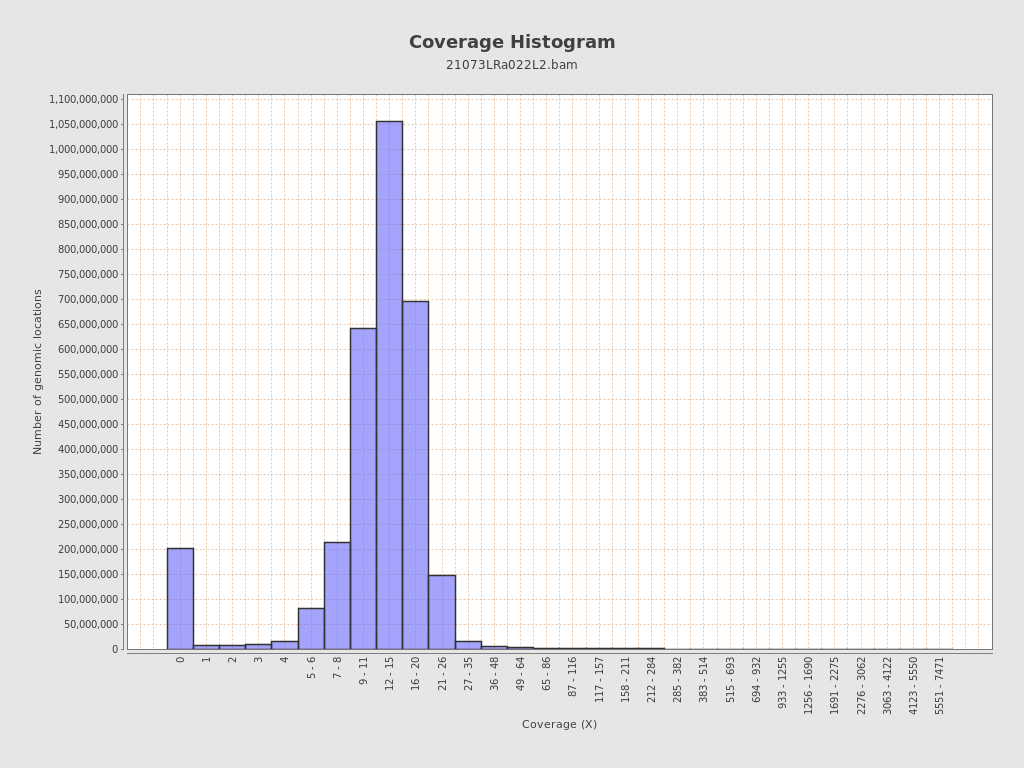 Coverage Histogram
21073LRa022L2.bam
1,100,000,000
1,050,000,000
1,000,000,000
950,000,000
900,000,000
850,000,000
800,000,000
750,000,000
700,000,000
650,000,000
600,000,000
550,000,000
500,000,000
450,000,000
400,000,000
350,000,000
300,000,000
250,000,000
200,000,000
150,000,000
100,000,000
50,000,000
0
Number of genomic locations
0
1
2
3
4
5 - 6
7 - 8
9 - 11
12 - 15
16 - 20
21 - 26
27 - 35
36 - 48
49 - 64
65 - 86
87 - 116
117 - 157
158 - 211
212 - 284
285 - 382
383 - 514
515 - 693
694 - 932
933 - 1255
1256 - 1690
1691 - 2275
2276 - 3062
3063 - 4122
4123 - 5550
5551 - 7471
Coverage (X)